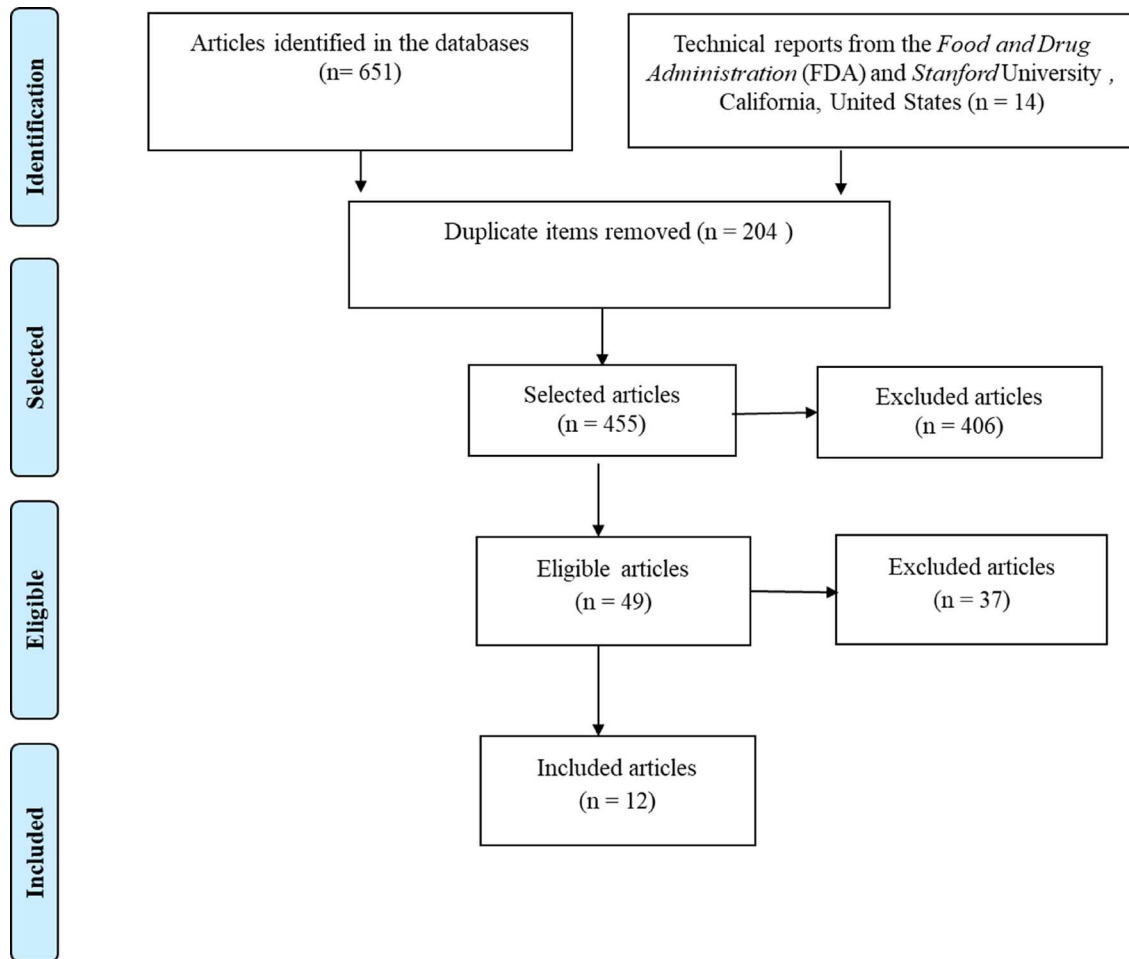 Identification
Articles identified in the databases
(n= 651)
Technical reports from the Food and Drug
Administration (FDA) and Stanford University ,
California, United States (n = 14)
Duplicate items removed (n = 204 )
Selected
Selected articles
(n = 455)
Excluded articles
(n = 406)
Eligible
Eligible articles
(n = 49)
Excluded articles
(n = 37)
Included
Included articles
(n = 12)